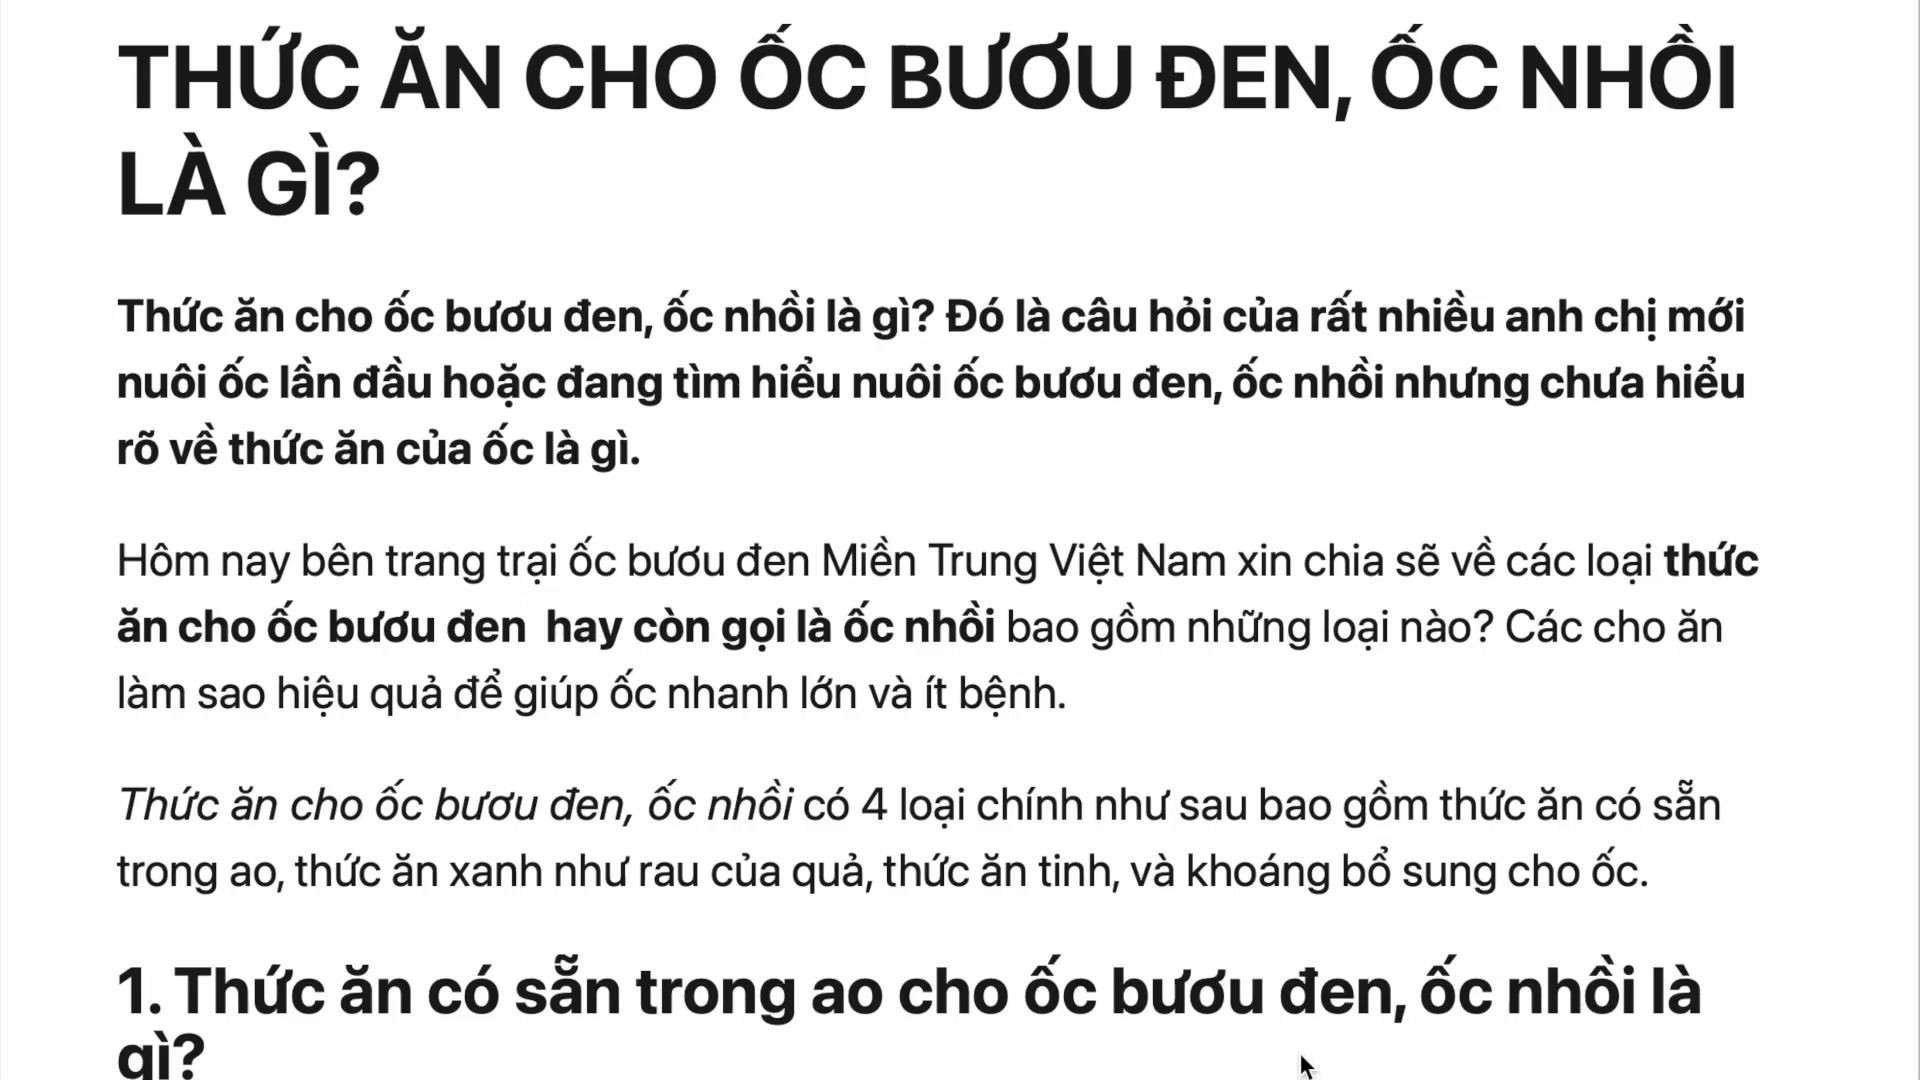 THỨC ĂN CHO ỐC BƯƠU ĐEN, ỐC NHỒI
LÀ GÌ?
Thức ăn cho ốc bươu đen, ốc nhồi là gì? Đó là câu hỏi của rất nhiều anh chị mới
nuôi ốc lần đầu hoặc đang tìm hiểu nuôi ốc bươu đen, ốc nhồi nhưng chưa hiểu
rõ về thức ăn của ốc là gì.
Hôm nay bên trang trại ốc bươu đen Miền Trung Việt Nam xin chia sẽ về các loại thức
ăn cho ốc bươu đen  hay còn gọi là ốc nhồi bao gồm những loại nào? Các cho ăn
làm sao hiệu quả để giúp ốc nhanh lớn và ít bệnh.
Thức ăn cho ốc bươu đen, ốc nhồi có 4 loại chính như sau bao gồm thức ăn có sẵn
trong ao, thức ăn xanh như rau của quả, thức ăn tinh, và khoáng bổ sung cho ốc.
1. Thức ăn có sẵn trong ao cho ốc bươu đen, ốc nhồi là
gì?